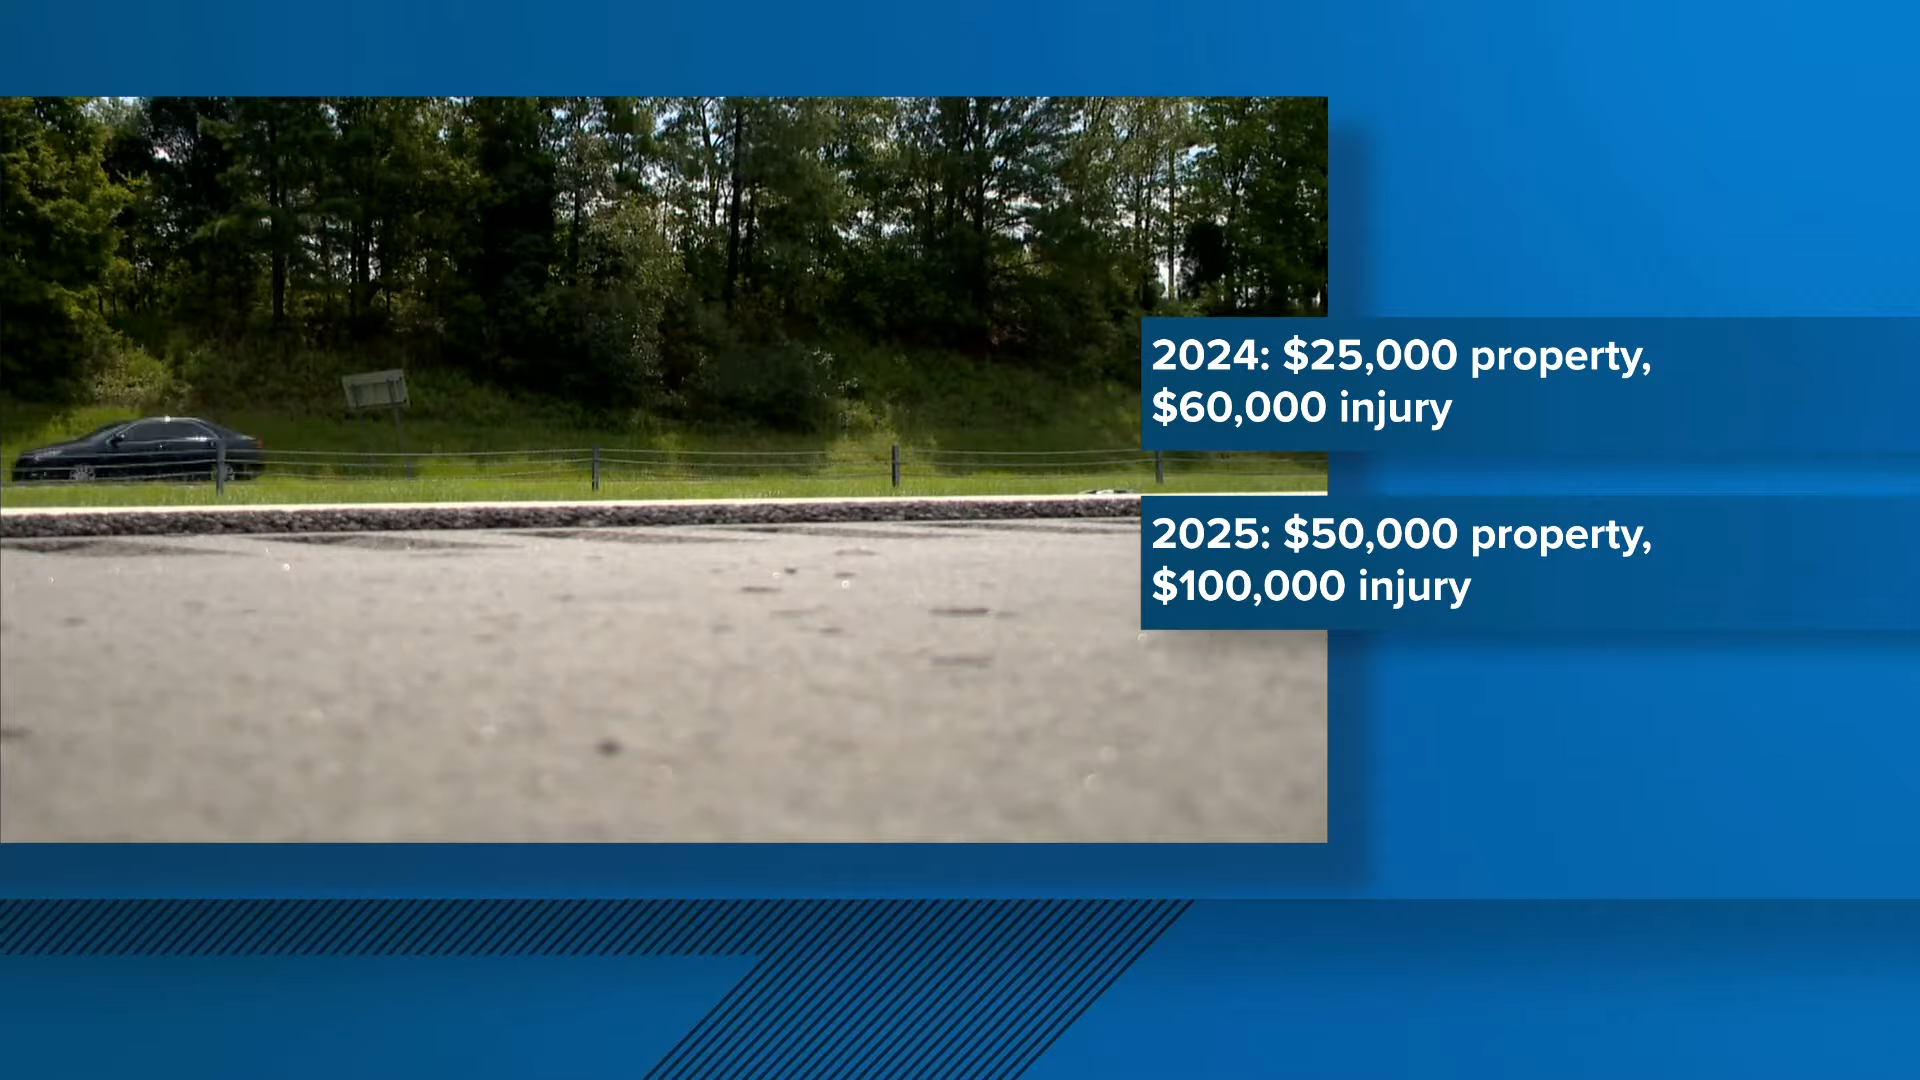 2024: $25,000 property,
$60,000 injury
2025: $50,000 property,
$100,000 injury